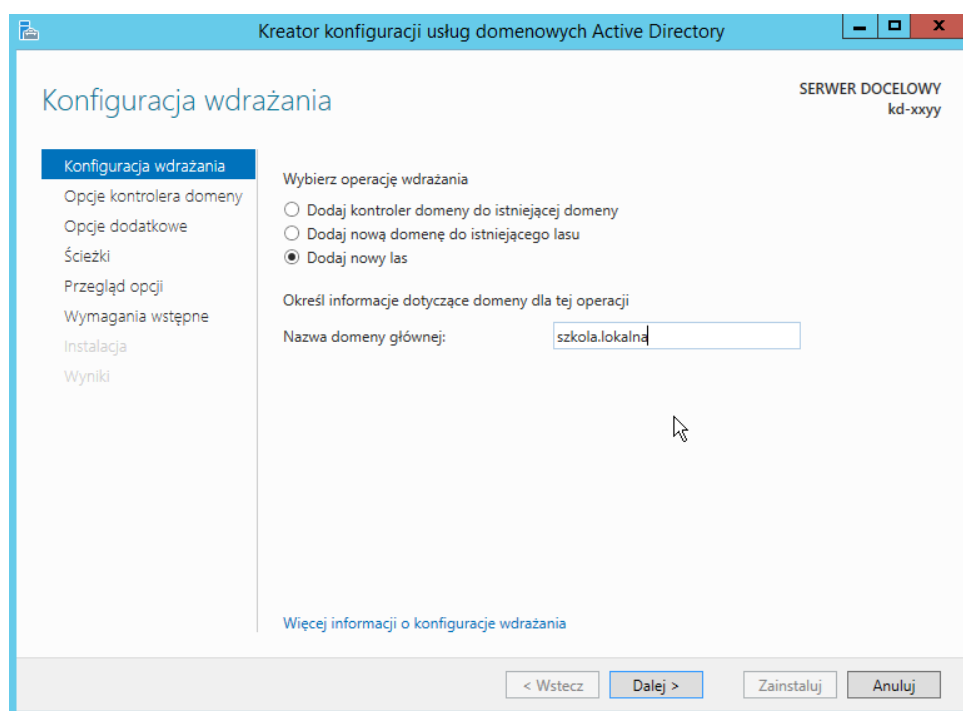 Kreator konfiguracji usług domenowych Active Directory
Konfiguracja wdrażania
SERWER DOCELOWY
kd-xxyy
Konfiguracja wdrażania
Opcje kontrolera domeny
Opcje dodatkowe
Ścieżki
Przegląd opcji
Wymagania wstępne
Instalacja
Wyniki
Wybierz operację wdrażania
Dodaj kontroler domeny do istniejącej domeny
Dodaj nową domenę do istniejącego lasu
Dodaj nowy las
Określ informacje dotyczące domeny dla tej operacji
Nazwa domeny głównej: szkola.lokalna
Więcej informacji o konfiguracje wdrażania
< Wstecz Dalej > Zainstaluj Anuluj